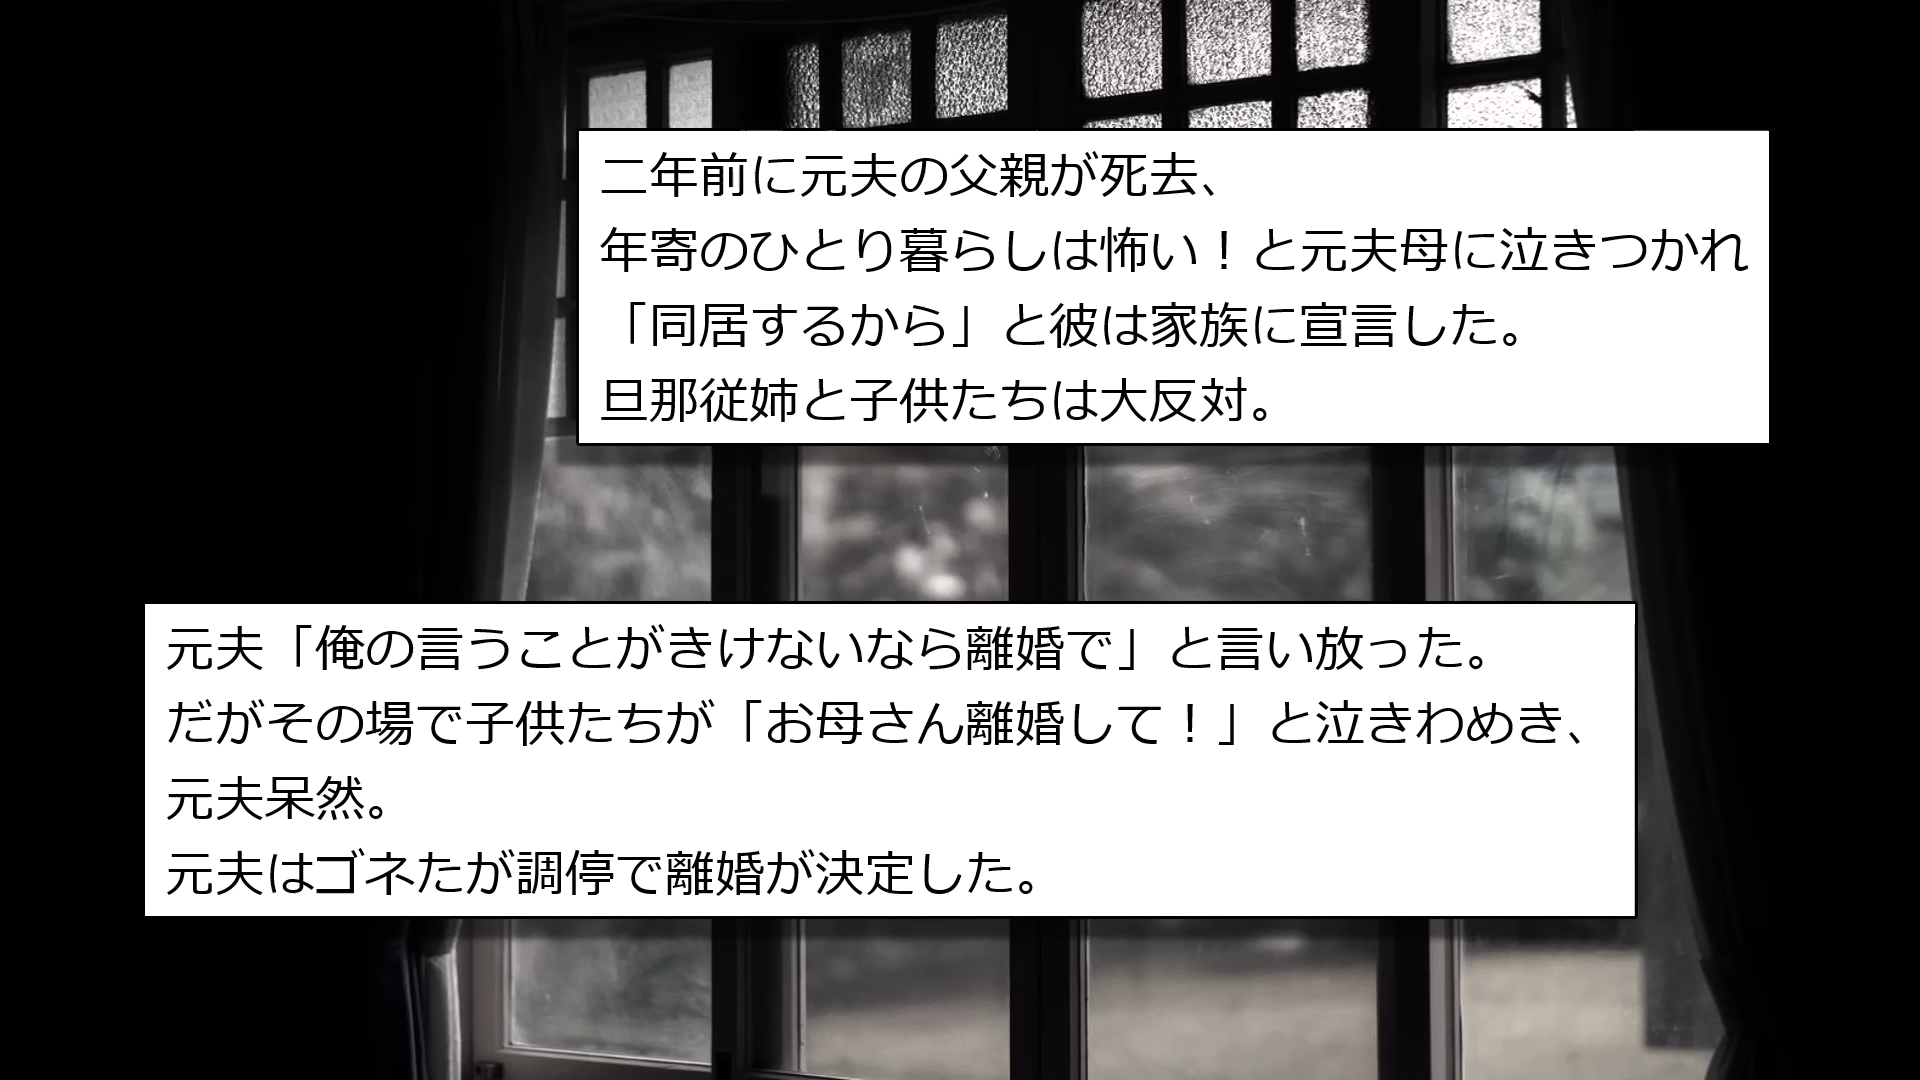 二年前に元夫の父親が死去、
年寄のひとり暮らしは怖い！と元夫母に泣きつかれ
「同居するから」と彼は家族に宣言した。
旦那従姉と子供たちは大反対。
元夫「俺の言うことがきけないなら離婚で」と言い放った。
だがその場で子供たちが「お母さん離婚して！」と泣きわめき、
元夫呆然。
元夫はゴネたが調停で離婚が決定した。